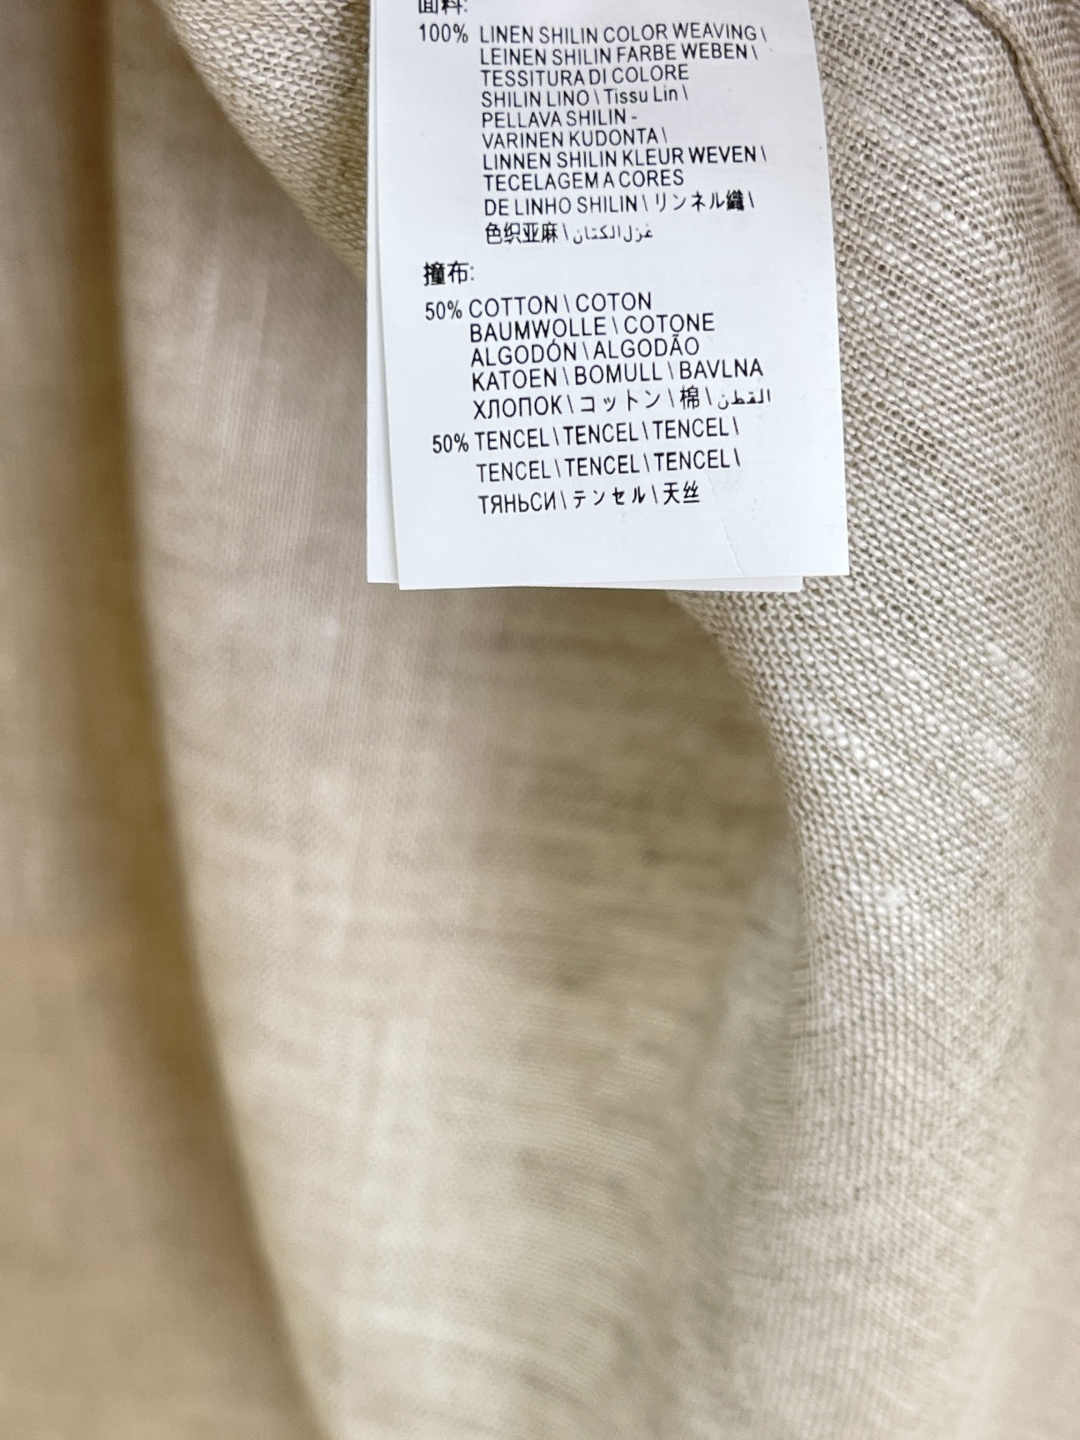 面料:
100% LINEN SHILIN COLOR WEAVING \
LEINEN SHILIN FARBE WEBEN \
TESSITURA DI COLORE
SHILIN LINO \ Tissu Lin \
PELLAVA SHILIN -
VARINEN KUDONTA \
LINNEN SHILIN KLEUR WEVEN \
TECELAGEM A CORES
DE LINHO SHILIN \ リンネル織 \
色织亚麻 \ غزل الكتان
撞布:
50% COTTON \ COTON
BAUMWOLLE \ COTONE
ALGODÓN \ ALGODÃO
KATOEN \ BOMULL \ BAVLNA
ХЛОПОК \ コットン \ 棉 \ القطن
50% TENCEL \ TENCEL \ TENCEL \
TENCEL \ TENCEL \ TENCEL \
ТЯНЬСИ \ テンセル \ 天丝